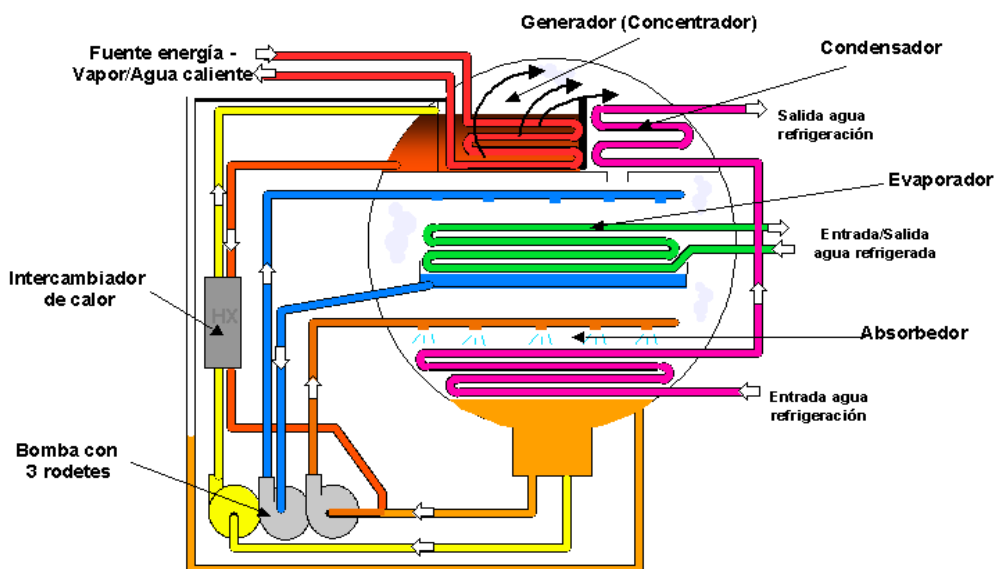 Generador (Concentrador)
Fuente energía -
Vapor/Agua caliente
Condensador
Salida agua
refrigeración
Evaporador
Entrada/Salida
agua refrigerada
Intercambiador
de calor
HX
Absorbedor
Entrada agua
refrigeración
Bomba con
3 rodetes